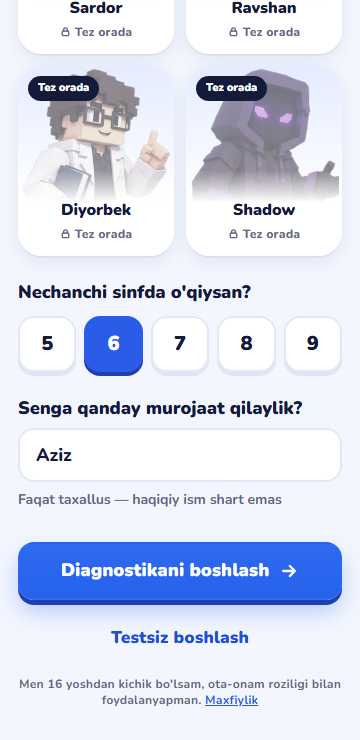 Sardor
Ravshan
Tez orada
Tez orada
Tez orada
Tez orada
Diyorbek
Shadow
Tez orada
Tez orada
Nechanchi sinfda o'qiysan?
5 6 7 8 9
Senga qanday murojaat qilaylik?
Aziz
Faqat taxallus — haqiqiy ism shart emas
Diagnostikani boshlash →
Testsiz boshlash
Men 16 yoshdan kichik bo'lsam, ota-onam roziligi bilan
foydalanyapman. Maxfiylik